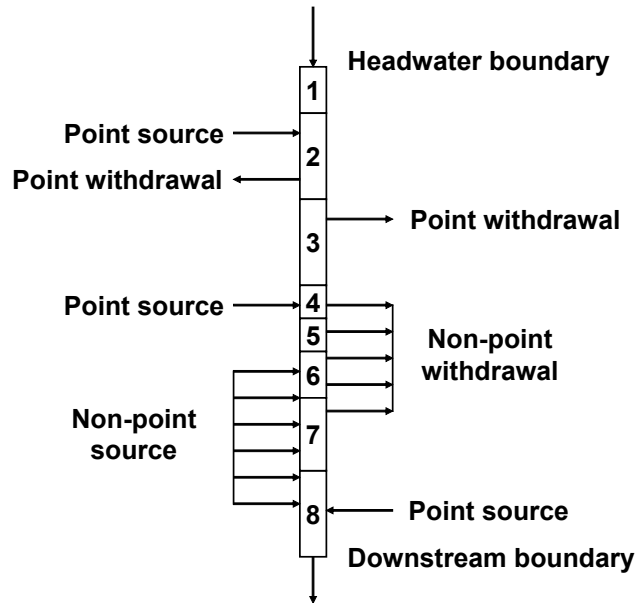 Headwater boundary
1
Point source
2
Point withdrawal
Point withdrawal
3
Point source
4
5
Non-point
withdrawal
6
Non-point
source
7
8
Point source
Downstream boundary